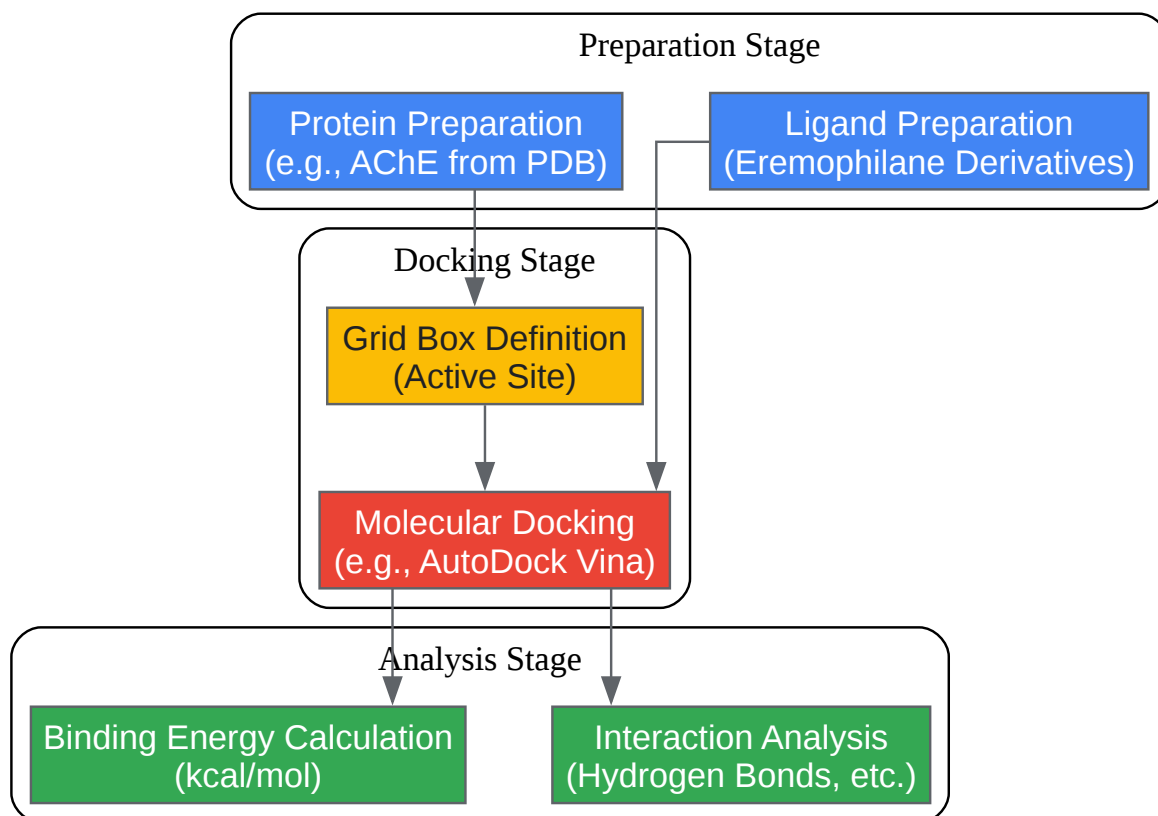 Preparation Stage
Protein Preparation
(e.g., AChE from PDB)
Ligand Preparation
(Eremophilane Derivatives)
Docking Stage
Grid Box Definition
(Active Site)
Molecular Docking
(e.g., AutoDock Vina)
Analysis Stage
Binding Energy Calculation
(kcal/mol)
Interaction Analysis
(Hydrogen Bonds, etc.)